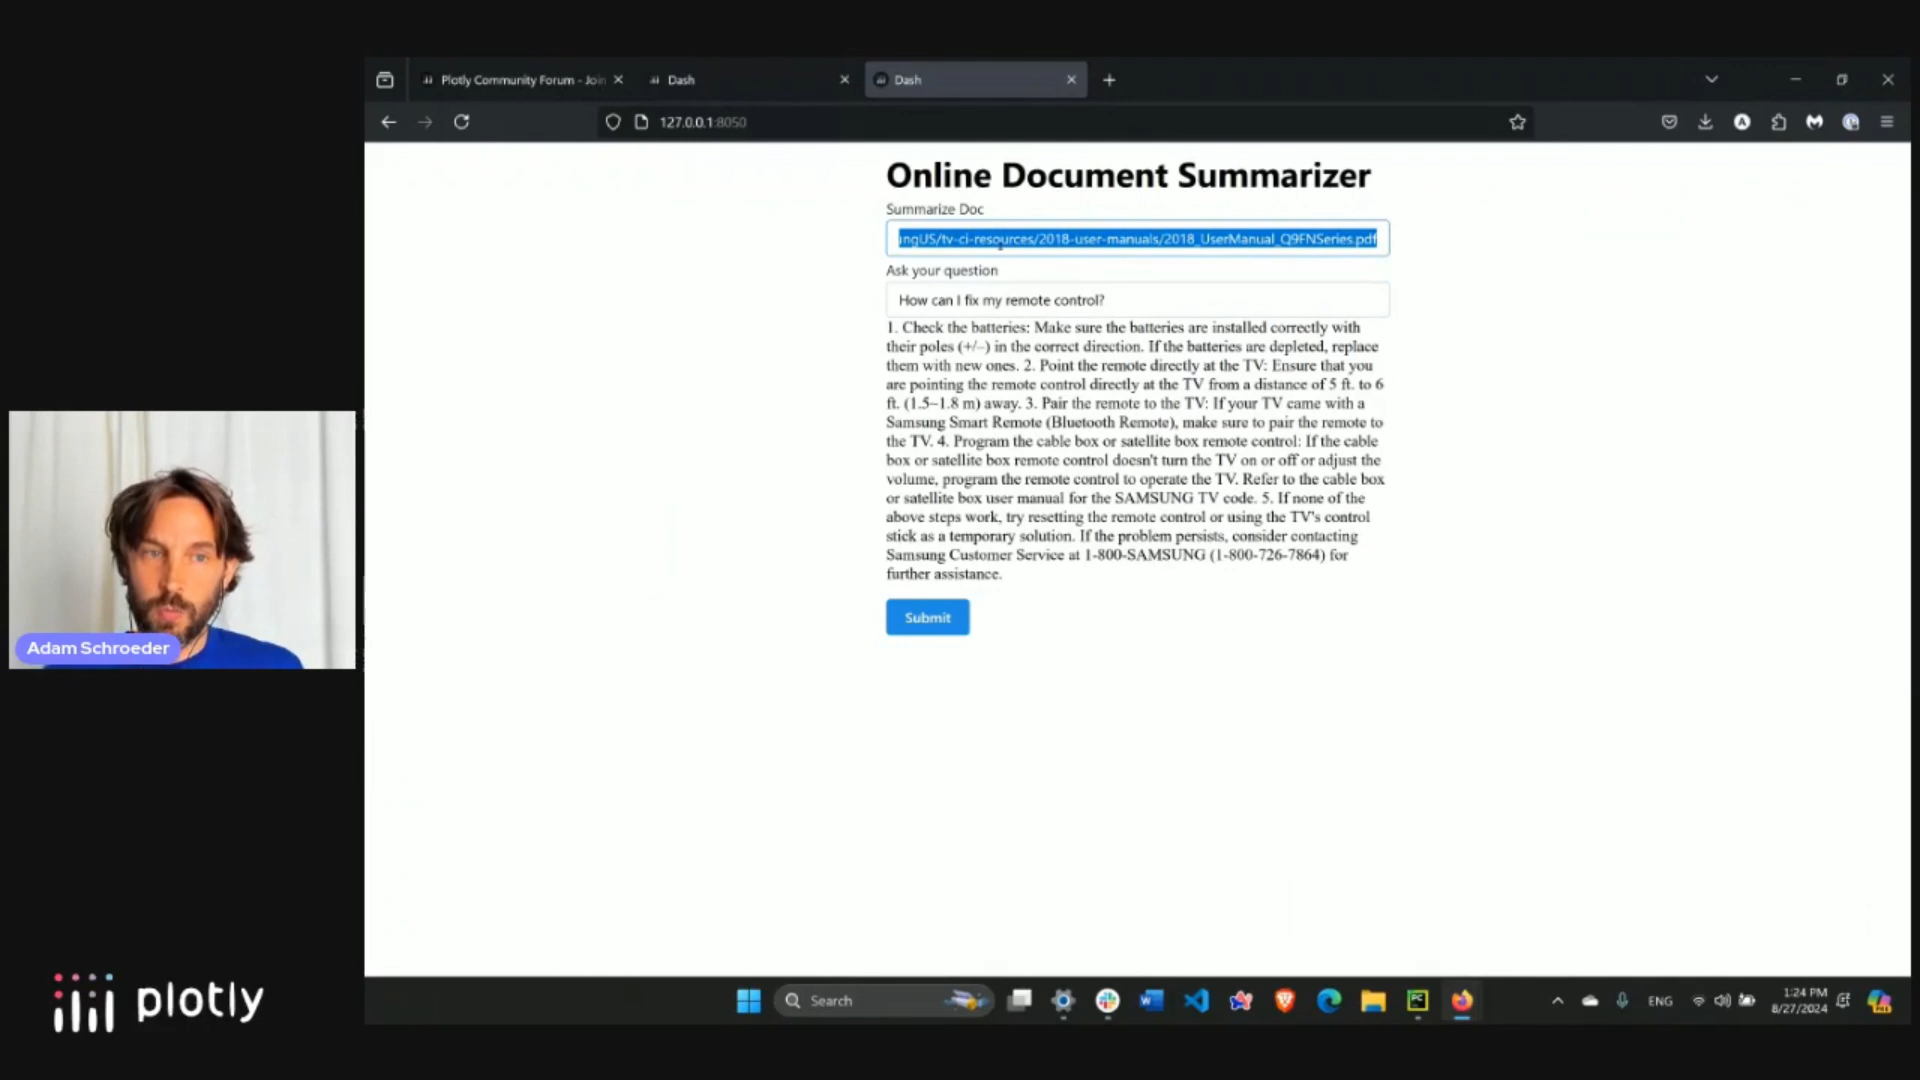 Plotly Community Forum - Join
Dash
Dash
127.0.0.1:8050
Online Document Summarizer
Summarize Doc
ingUS/tv-ci-resources/2018-user-manuals/2018_UserManual_Q9FNSeries.pdf
Ask your question
How can I fix my remote control?
1. Check the batteries: Make sure the batteries are installed correctly with
their poles (+/–) in the correct direction. If the batteries are depleted, replace
them with new ones. 2. Point the remote directly at the TV: Ensure that you
are pointing the remote control directly at the TV from a distance of 5 ft. to 6
ft. (1.5–1.8 m) away. 3. Pair the remote to the TV: If your TV came with a
Samsung Smart Remote (Bluetooth Remote), make sure to pair the remote to
the TV. 4. Program the cable box or satellite box remote control: If the cable
box or satellite box remote control doesn't turn the TV on or off or adjust the
volume, program the remote control to operate the TV. Refer to the cable box
or satellite box user manual for the SAMSUNG TV code. 5. If none of the
above steps work, try resetting the remote control or using the TV's control
stick as a temporary solution. If the problem persists, consider contacting
Samsung Customer Service at 1-800-SAMSUNG (1-800-726-7864) for
further assistance.
Submit
Adam Schroeder
plotly
Search
ENG
1:24 PM
8/27/2024